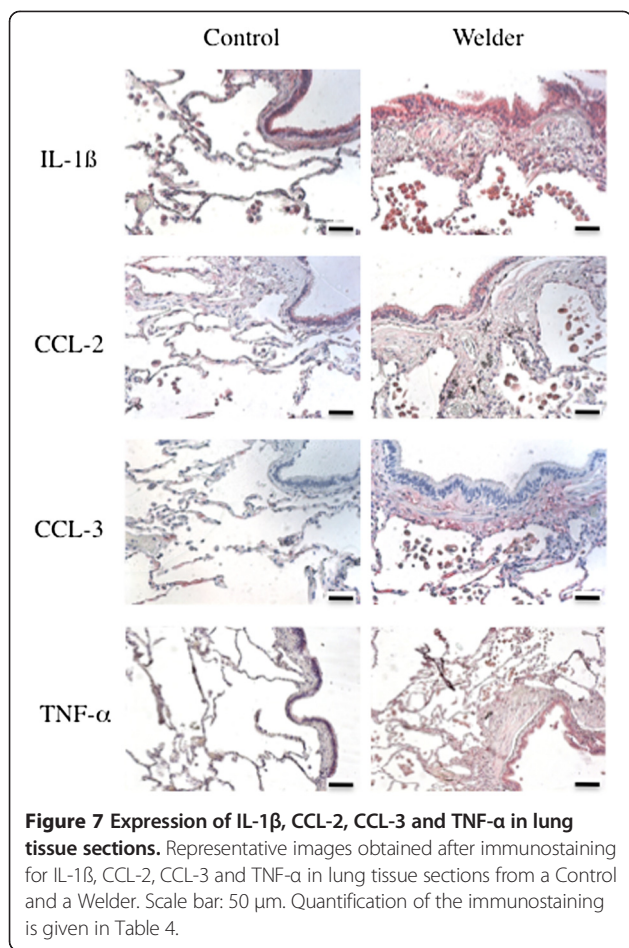 Control Welder
IL-1ß
CCL-2
CCL-3
TNF-α
Figure 7 Expression of IL-1β, CCL-2, CCL-3 and TNF-α in lung
tissue sections. Representative images obtained after immunostaining
for IL-1ß, CCL-2, CCL-3 and TNF-α in lung tissue sections from a Control
and a Welder. Scale bar: 50 μm. Quantification of the immunostaining
is given in Table 4.